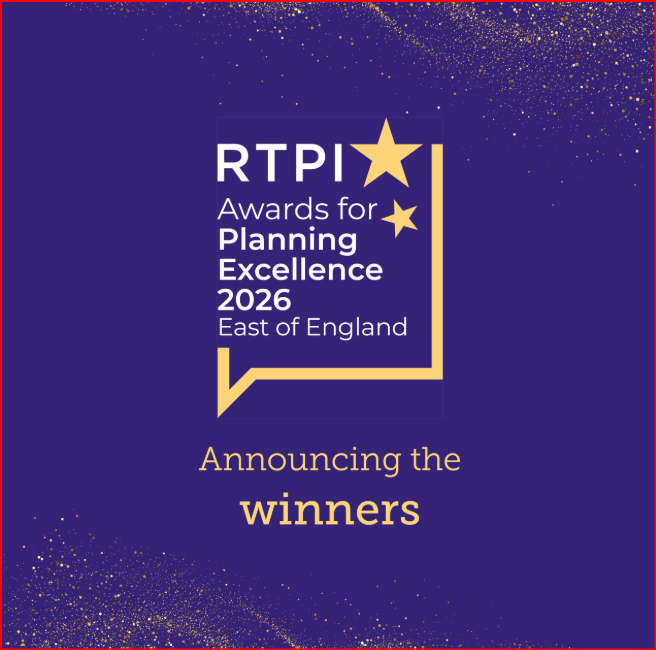 RTPI
Awards for
Planning
Excellence
2026
East of England
Announcing the
winners